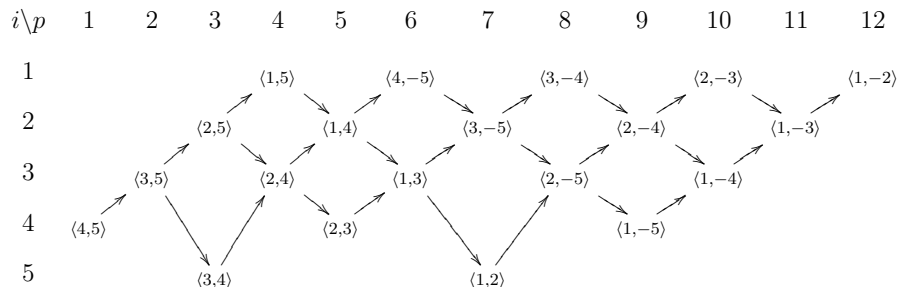 i\p 1 2 3 4 5 6 7 8 9 10 11 12
1 ⟨1,5⟩ ⟨4,−5⟩ ⟨3,−4⟩ ⟨2,−3⟩ ⟨1,−2⟩
2 ⟨2,5⟩ ⟨1,4⟩ ⟨3,−5⟩ ⟨2,−4⟩ ⟨1,−3⟩
3 ⟨3,5⟩ ⟨2,4⟩ ⟨1,3⟩ ⟨2,−5⟩ ⟨1,−4⟩
4 ⟨4,5⟩ ⟨2,3⟩ ⟨1,−5⟩
5 ⟨3,4⟩ ⟨1,2⟩